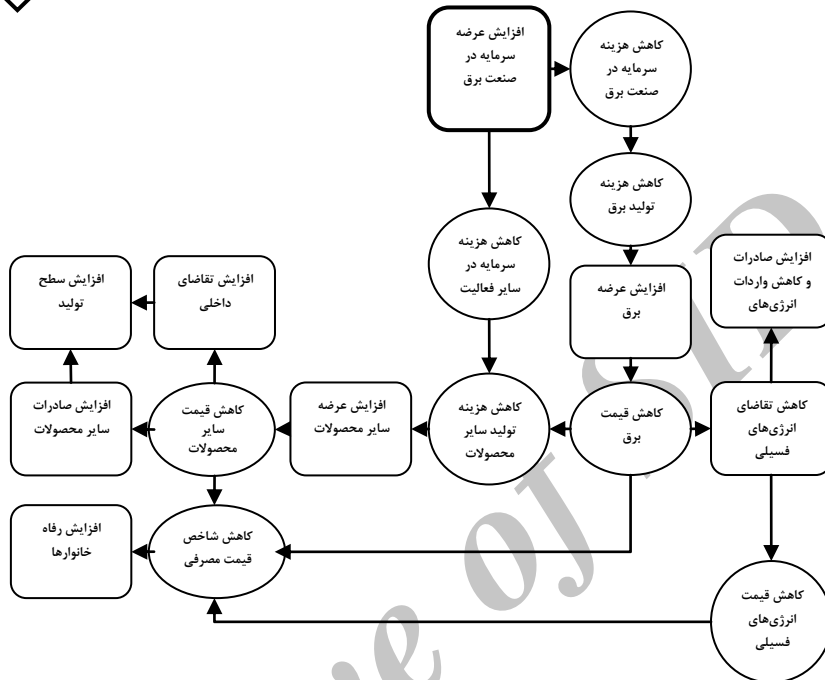 افزایش عرضه
سرمایه در
صنعت برق
کاهش هزینه
سرمایه در
صنعت برق
کاهش هزینه
تولید برق
کاهش هزینه
سرمایه در
سایر فعالیت
افزایش عرضه
برق
افزایش صادرات
و کاهش واردات
انرژی‌های
افزایش تقاضای
داخلی
افزایش سطح
تولید
کاهش تقاضای
انرژی‌های
فسیلی
کاهش قیمت
برق
کاهش هزینه
تولید سایر
محصولات
افزایش عرضه
سایر محصولات
کاهش قیمت
سایر
محصولات
افزایش صادرات
سایر محصولات
کاهش شاخص
قیمت مصرفی
افزایش رفاه
خانوارها
کاهش قیمت
انرژی‌های
فسیلی
ive of SID